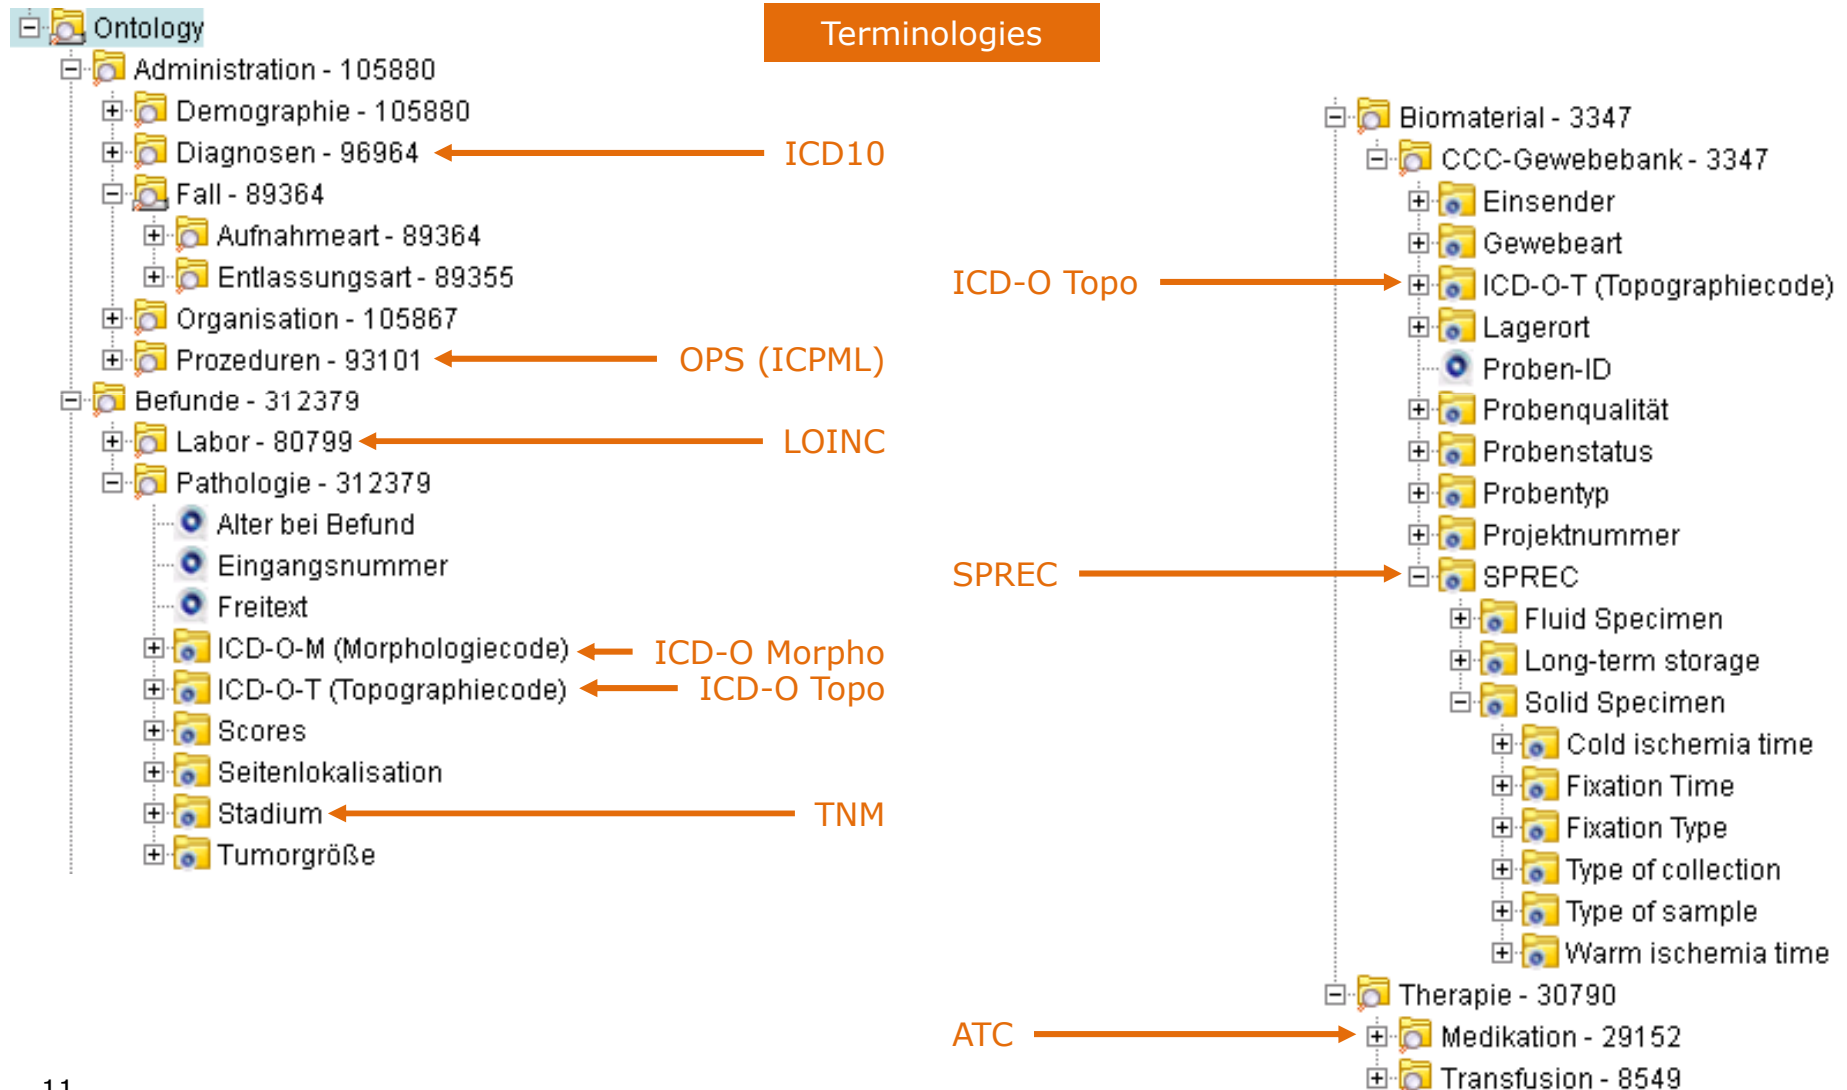 Terminologies
Ontology
Administration - 105880
Demographie - 105880
Diagnosen - 96964
ICD10
Fall - 89364
Aufnahmeart - 89364
Entlassungsart - 89355
Organisation - 105867
Prozeduren - 93101
OPS (ICPML)
Befunde - 312379
Labor - 80799
LOINC
Pathologie - 312379
Alter bei Befund
Eingangsnummer
Freitext
ICD-O-M (Morphologiecode)
ICD-O Morpho
ICD-O-T (Topographiecode)
ICD-O Topo
Scores
Seitenlokalisation
Stadium
TNM
Tumorgröße
Biomaterial - 3347
CCC-Gewebebank - 3347
Einsender
Gewebeart
ICD-O Topo
ICD-O-T (Topographiecode)
Lagerort
Proben-ID
Probenqualität
Probenstatus
Probentyp
Projektnummer
SPREC
SPREC
Fluid Specimen
Long-term storage
Solid Specimen
Cold ischemia time
Fixation Time
Fixation Type
Type of collection
Type of sample
Warm ischemia time
Therapie - 30790
ATC
Medikation - 29152
Transfusion - 8549
11